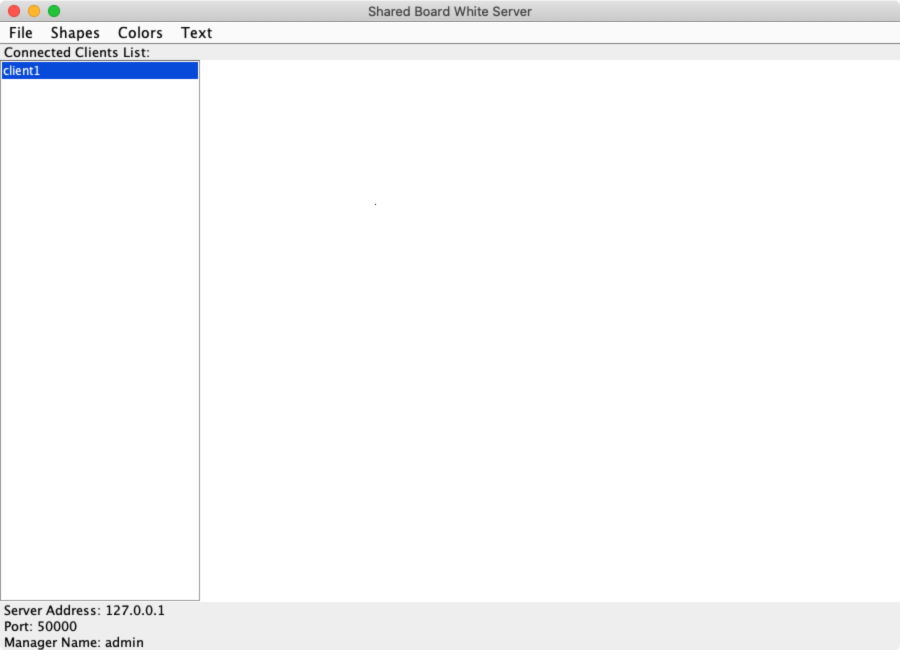 Shared Board White Server
File Shapes Colors Text
Connected Clients List:
client1
Server Address: 127.0.0.1
Port: 50000
Manager Name: admin